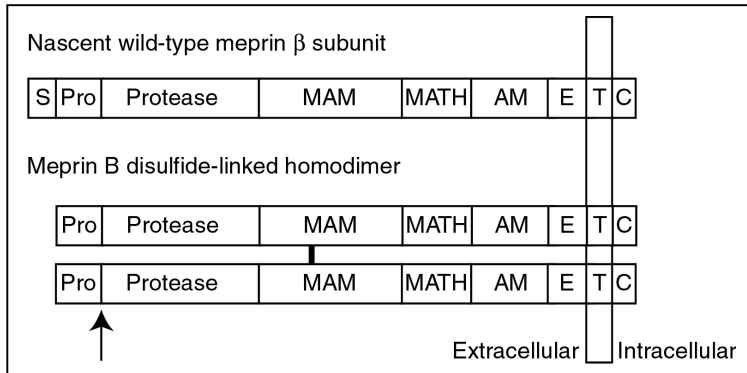 Nascent wild-type meprin β subunit
S Pro Protease MAM MATH AM E T C
Meprin B disulfide-linked homodimer
Pro Protease MAM MATH AM E T C
Pro Protease MAM MATH AM E T C
Extracellular Intracellular